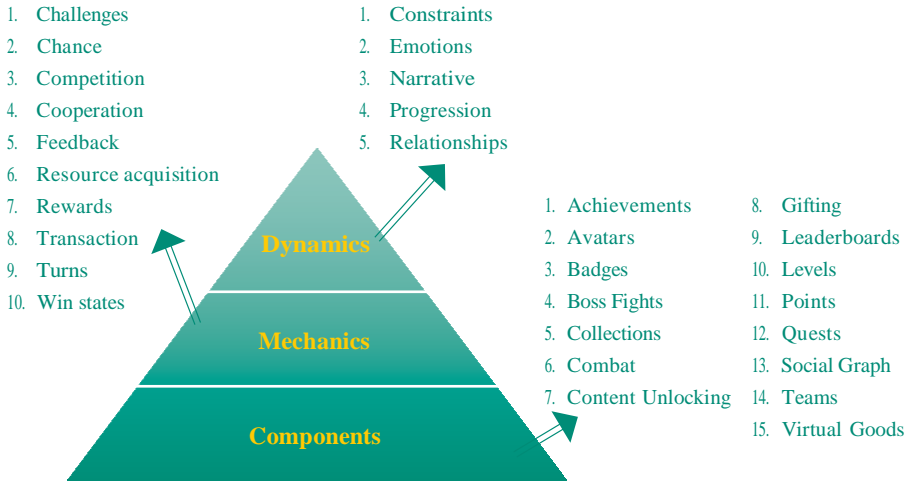 1. Challenges
2. Chance
3. Competition
4. Cooperation
5. Feedback
6. Resource acquisition
7. Rewards
8. Transaction
9. Turns
10. Win states
1. Constraints
2. Emotions
3. Narrative
4. Progression
5. Relationships
Dynamics
Mechanics
Components
1. Achievements
2. Avatars
3. Badges
4. Boss Fights
5. Collections
6. Combat
7. Content Unlocking
8. Gifting
9. Leaderboards
10. Levels
11. Points
12. Quests
13. Social Graph
14. Teams
15. Virtual Goods